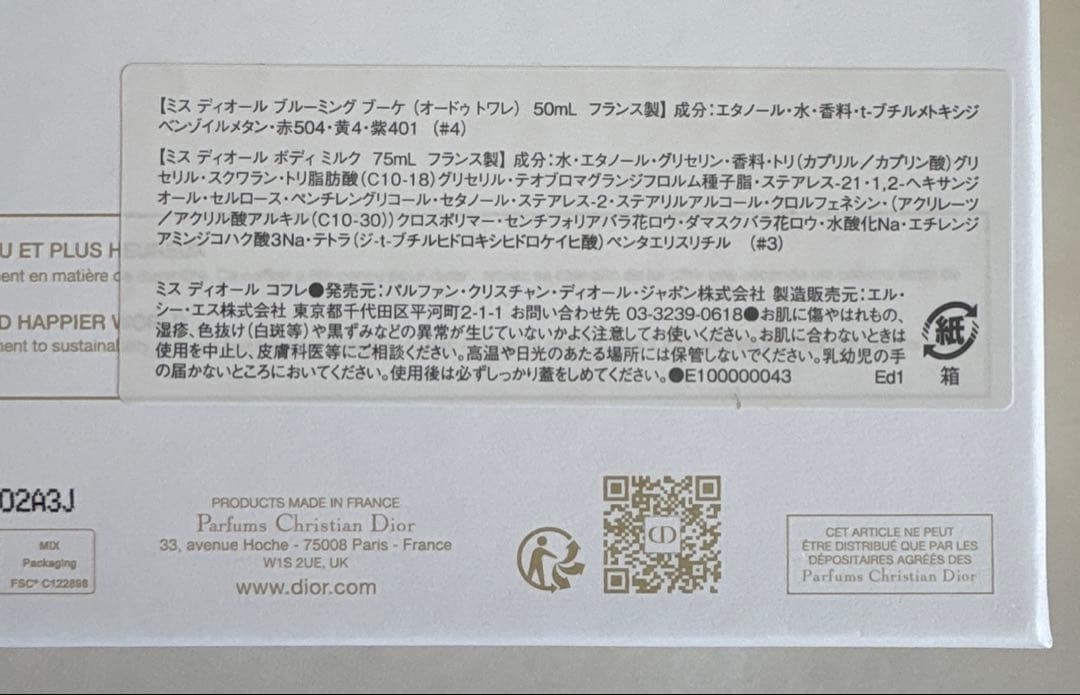 【ミス ディオール ブルーミング ブーケ (オードゥ トワレ) 50mL フランス製】 成分:エタノール・水・香料・t-ブチルメトキシジ
ベンゾイルメタン・赤504・黄4・紫401 (#4)
【ミス ディオール ボディ ミルク 75mL フランス製】 成分:水・エタノール・グリセリン・香料・トリ(カプリル/カプリン酸)グリ
セリル・スクワラン・トリ脂肪酸(C10-18)グリセリル・テオブロマグランジフロルム種子脂・ステアレス-21・1,2-ヘキサンジ
オール・セルロース・ペンチレングリコール・セタノール・ステアレス-2・ステアリルアルコール・クロルフェネシン・(アクリレーツ
/アクリル酸アルキル(C10-30))クロスポリマー・センチフォリアバラ花ロウ・ダマスクバラ花ロウ・水酸化Na・エチレンジ
アミンジコハク酸3Na・テトラ(ジ-t-ブチルヒドロキシヒドロケイヒ酸)ペンタエリスリチル (#3)
ミス ディオール コフレ●発売元:パルファン・クリスチャン・ディオール・ジャポン株式会社 製造販売元:エル・
シー・エス株式会社 東京都千代田区平河町2-1-1 お問い合わせ先 03-3239-0618●お肌に傷やはれもの、
湿疹、色抜け(白斑等)や黒ずみなどの異常が生じていないかよく注意してお使いください。お肌に合わないときは
使用を中止し、皮膚科医等にご相談ください。高温や日光のあたる場所には保管しないでください。乳幼児の手
の届かないところにおいてください。使用後は必ずしっかり蓋をしめてください。●E100000043 Ed1
紙
箱
U ET PLUS HEUREUX
ent en matière d
D HAPPIER WOR
ment to sustainal
02A3J
MIX
Packaging
FSC® C122898
PRODUCTS MADE IN FRANCE
Parfums Christian Dior
33, avenue Hoche - 75008 Paris - France
W1S 2UE, UK
www.dior.com
CD
CET ARTICLE NE PEUT
ÊTRE DISTRIBUÉ QUE PAR LES
DÉPOSITAIRES AGRÉÉS DES
Parfums Christian Dior